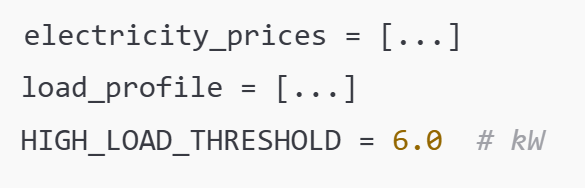 electricity_prices = [...]
load_profile = [...]
HIGH_LOAD_THRESHOLD = 6.0  # kW